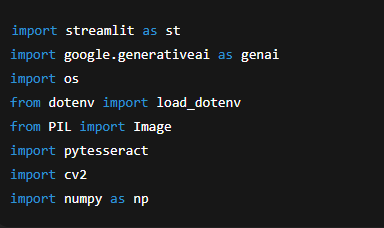 import streamlit as st
import google.generativeai as genai
import os
from dotenv import load_dotenv
from PIL import Image
import pytesseract
import cv2
import numpy as np